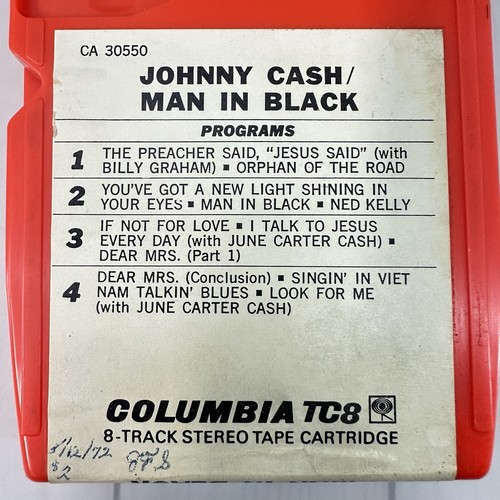 CA 30550
JOHNNY CASH/
MAN IN BLACK
PROGRAMS
1 THE PREACHER SAID, "JESUS SAID" (with
BILLY GRAHAM) ▪ ORPHAN OF THE ROAD
2 YOU'VE GOT A NEW LIGHT SHINING IN
YOUR EYES ▪ MAN IN BLACK ▪ NED KELLY
3 IF NOT FOR LOVE ▪ I TALK TO JESUS
EVERY DAY (with JUNE CARTER CASH) ▪
DEAR MRS. (Part 1)
4 DEAR MRS. (Conclusion) ▪ SINGIN' IN VIET
NAM TALKIN' BLUES ▪ LOOK FOR ME
(with JUNE CARTER CASH)
COLUMBIA TC8
8-TRACK STEREO TAPE CARTRIDGE
$2